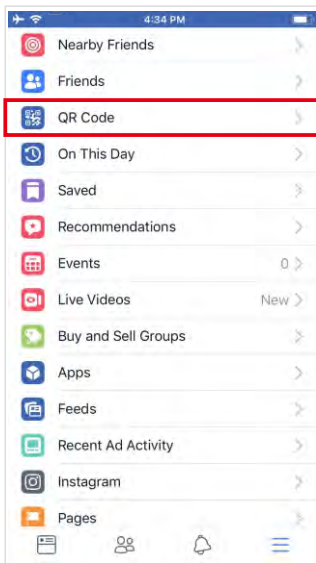 4:34 PM
Nearby Friends
Friends
QR Code
On This Day
Saved
Recommendations
Events 0
Live Videos New
Buy and Sell Groups
Apps
Feeds
Recent Ad Activity
Instagram
Pages